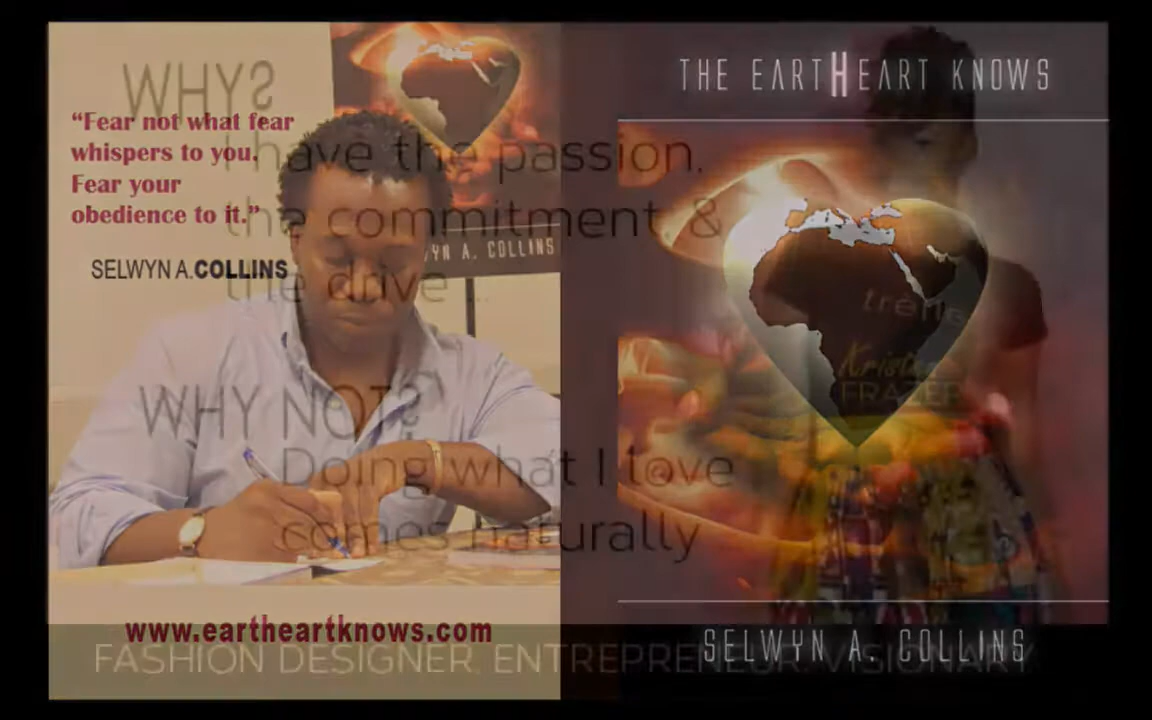 WHY?
"Fear not what fear
whispers to you.
Fear your
obedience to it."
SELWYN A.COLLINS
I have the passion,
the commitment, &
the drive ...
WHY NOT?
Doing what I love
comes naturally
www.eartheartknows.com
FASHION DESIGNER. ENTREPRENEUR. VISIONARY
THE EARTHEART KNOWS
WYN A. COLLINS
FRAZER
SELWYN A. COLLINS